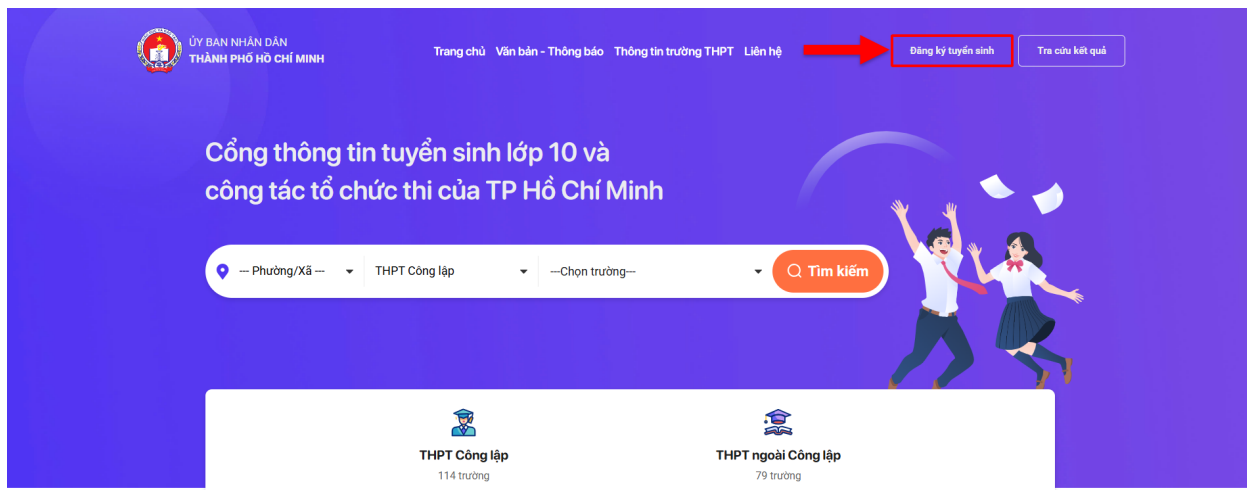 ỦY BAN NHÂN DÂN
THÀNH PHỐ HỒ CHÍ MINH
Trang chủ Văn bản - Thông báo Thông tin trường THPT Liên hệ
Đăng ký tuyển sinh
Tra cứu kết quả
Cổng thông tin tuyển sinh lớp 10 và
công tác tổ chức thi của TP Hồ Chí Minh
--- Phường/Xã --- THPT Công lập ---Chọn trường--- Tìm kiếm
THPT Công lập
114 trường
THPT ngoài Công lập
79 trường